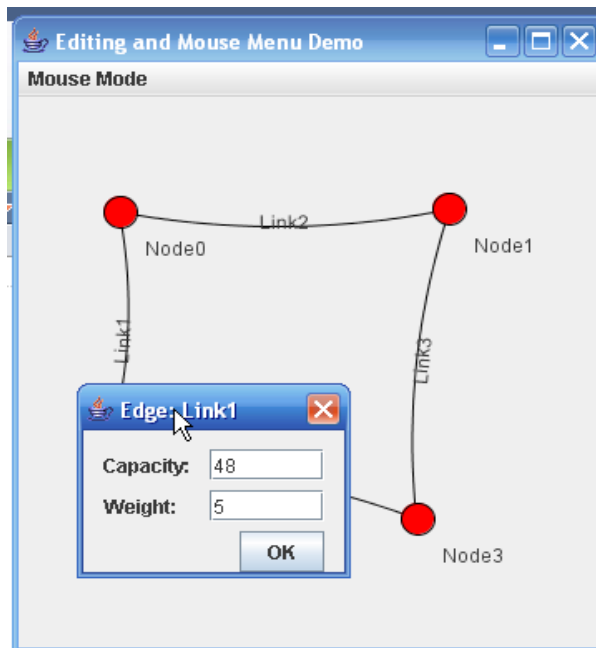 Editing and Mouse Menu Demo
Mouse Mode
Link2
Node0
Node1
Link1
Link3
Edge: Link1
Capacity: 48
Weight: 5
OK
Node3